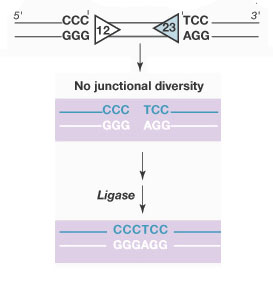 5' 3'
CCC 12 23 TCC
GGG AGG
No junctional diversity
CCC TCC
GGG AGG
Ligase
CCCTCC
GGGAGG